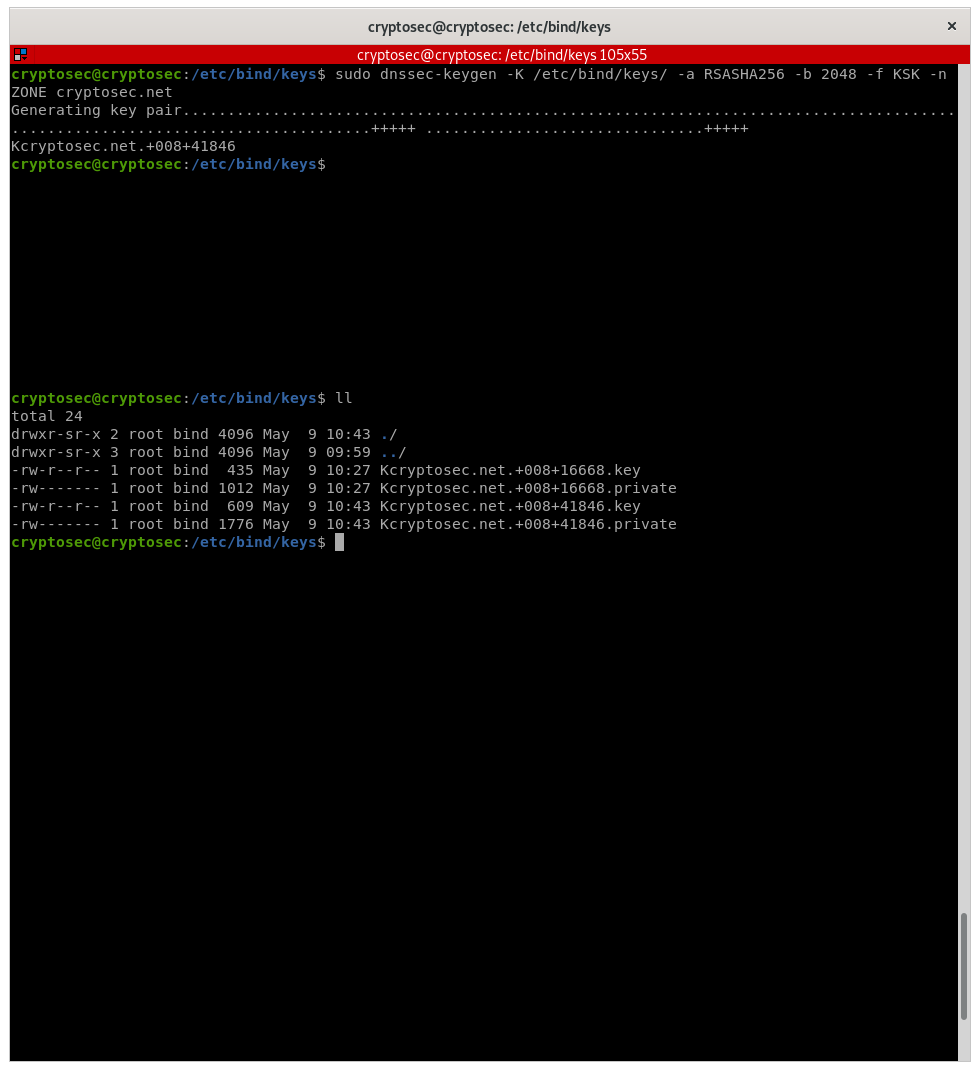 cryptosec@cryptosec: /etc/bind/keys
×
cryptosec@cryptosec: /etc/bind/keys 105x55
cryptosec@cryptosec:/etc/bind/keys$ sudo dnssec-keygen -K /etc/bind/keys/ -a RSASHA256 -b 2048 -f KSK -n
ZONE cryptosec.net
Generating key pair......................................................................................
........................................+++++ ...............................+++++
Kcryptosec.net.+008+41846
cryptosec@cryptosec:/etc/bind/keys$
cryptosec@cryptosec:/etc/bind/keys$ ll
total 24
drwxr-sr-x 2 root bind 4096 May  9 10:43 ./
drwxr-sr-x 3 root bind 4096 May  9 09:59 ../
-rw-r--r-- 1 root bind  435 May  9 10:27 Kcryptosec.net.+008+16668.key
-rw------- 1 root bind 1012 May  9 10:27 Kcryptosec.net.+008+16668.private
-rw-r--r-- 1 root bind  609 May  9 10:43 Kcryptosec.net.+008+41846.key
-rw------- 1 root bind 1776 May  9 10:43 Kcryptosec.net.+008+41846.private
cryptosec@cryptosec:/etc/bind/keys$